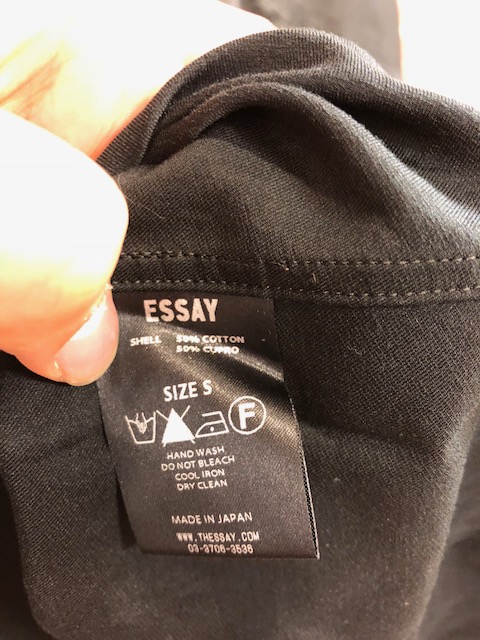 ESSAY
SHELL 50% COTTON
50% CUPRO
SIZE S
F
HAND WASH
DO NOT BLEACH
COOL IRON
DRY CLEAN
MADE IN JAPAN
WWW.THESSAY.COM
03-3706-3536